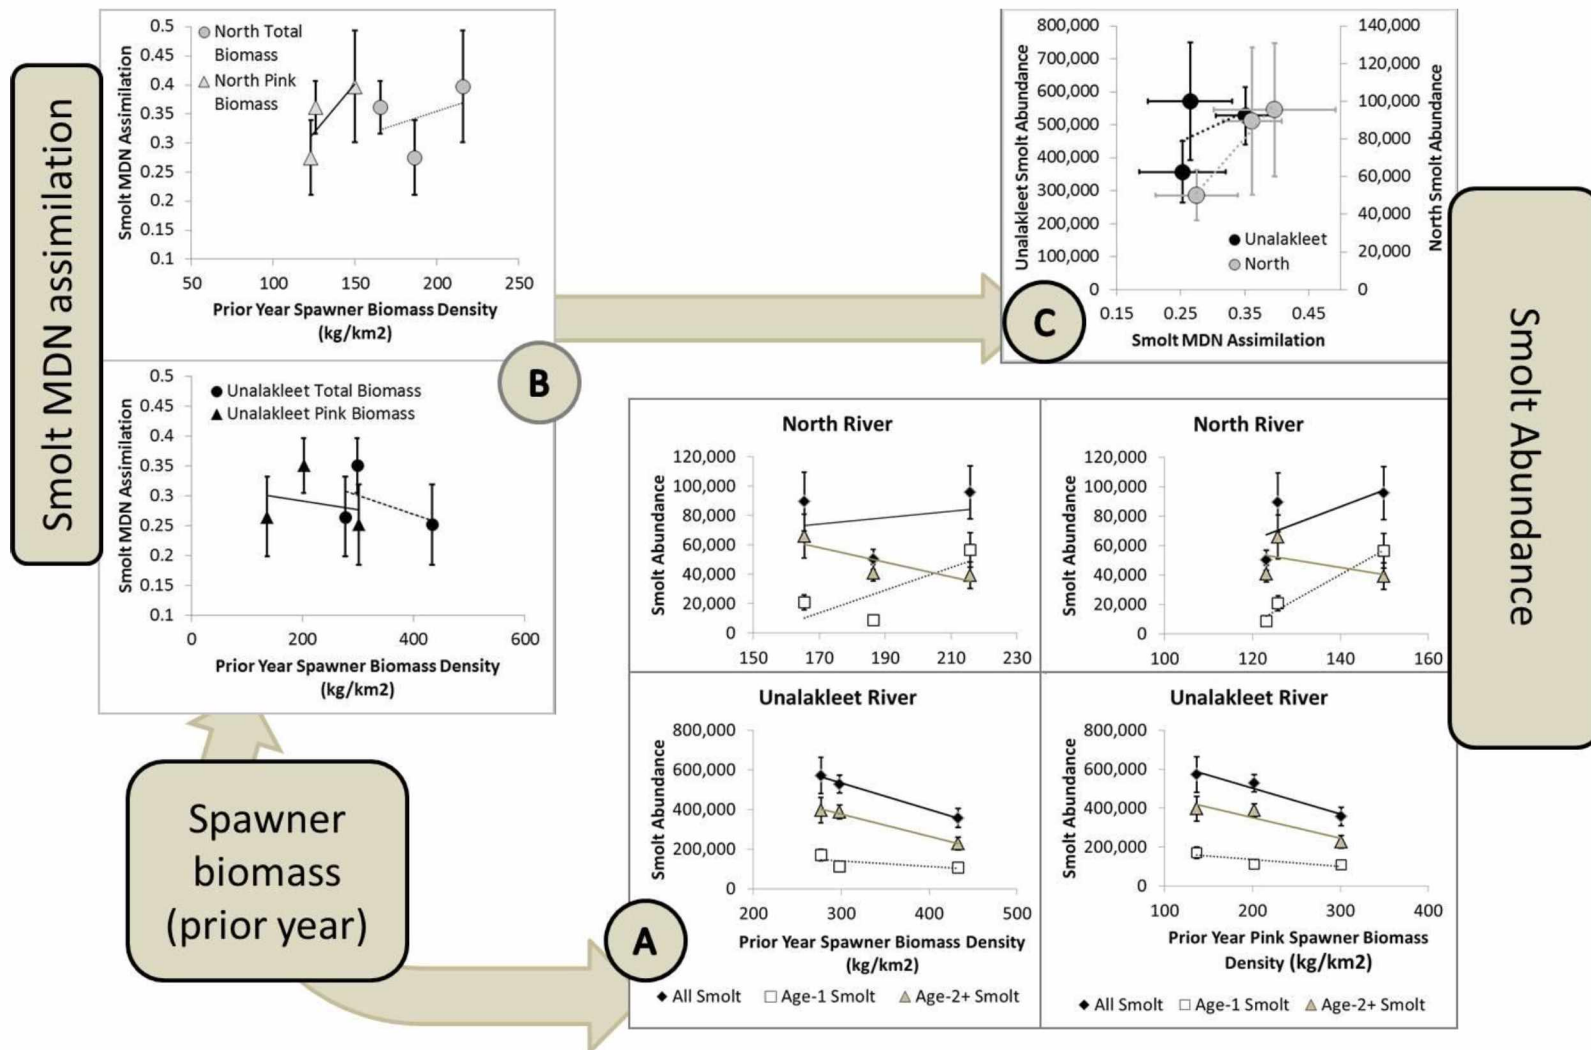 Smolt MDN assimilation
0.5
0.45
0.4
0.35
0.3
0.25
0.2
0.15
0.1
Smolt MDN Assimilation
North Total
Biomass
North Pink
Biomass
50 100 150 200 250
Prior Year Spawner Biomass Density
(kg/km2)
B
0.5
0.45
0.4
0.35
0.3
0.25
0.2
0.15
0.1
Smolt MDN Assimilation
Unalakleet Total Biomass
Unalakleet Pink Biomass
0 200 400 600
Prior Year Spawner Biomass Density
(kg/km2)
Spawner
biomass
(prior year)
C
800,000
700,000
600,000
500,000
400,000
300,000
200,000
100,000
0
Unalakleet Smolt Abundance
140,000
120,000
100,000
80,000
60,000
40,000
20,000
0
North Smolt Abundance
Unalakleet
North
0.15 0.25 0.35 0.45
Smolt MDN Assimilation
Smolt Abundance
North River
120,000
100,000
80,000
60,000
40,000
20,000
0
Smolt Abundance
150 170 190 210 230
North River
120,000
100,000
80,000
60,000
40,000
20,000
0
Smolt Abundance
100 120 140 160
Unalakleet River
800,000
600,000
400,000
200,000
0
Smolt Abundance
200 300 400 500
A
Prior Year Spawner Biomass Density
(kg/km2)
All Smolt Age-1 Smolt Age-2+ Smolt
Unalakleet River
800,000
600,000
400,000
200,000
0
Smolt Abundance
100 200 300 400
Prior Year Pink Spawner Biomass
Density (kg/km2)
All Smolt Age-1 Smolt Age-2+ Smolt